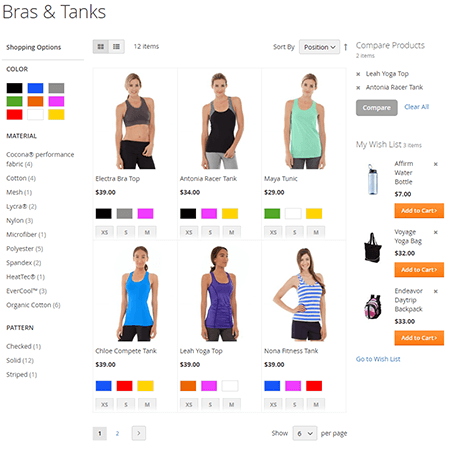 Bras & Tanks
Shopping Options
COLOR
MATERIAL
Cocona® performance
fabric (4)
Cotton (4)
Mesh (1)
Lycra® (2)
Nylon (3)
Microfiber (1)
Polyester (5)
Spandex (2)
HeatTec® (1)
EverCool™ (3)
Organic Cotton (6)
PATTERN
Checked (1)
Solid (12)
Striped (1)
12 items
Sort By Position
Electra Bra Top
$39.00
XS S M
Antonia Racer Tank
$34.00
XS S M
Maya Tunic
$29.00
XS S M
Chloe Compete Tank
$39.00
XS S M
Leah Yoga Top
$39.00
XS S M
Nona Fitness Tank
$39.00
XS S M
1 2
Show 6 per page
Compare Products
2 items
Leah Yoga Top
Antonia Racer Tank
Compare Clear All
My Wish List 3 items
Affirm
Water
Bottle
$7.00
Add to Cart
Voyage
Yoga Bag
$32.00
Add to Cart
Endeavor
Daytrip
Backpack
$33.00
Add to Cart
Go to Wish List